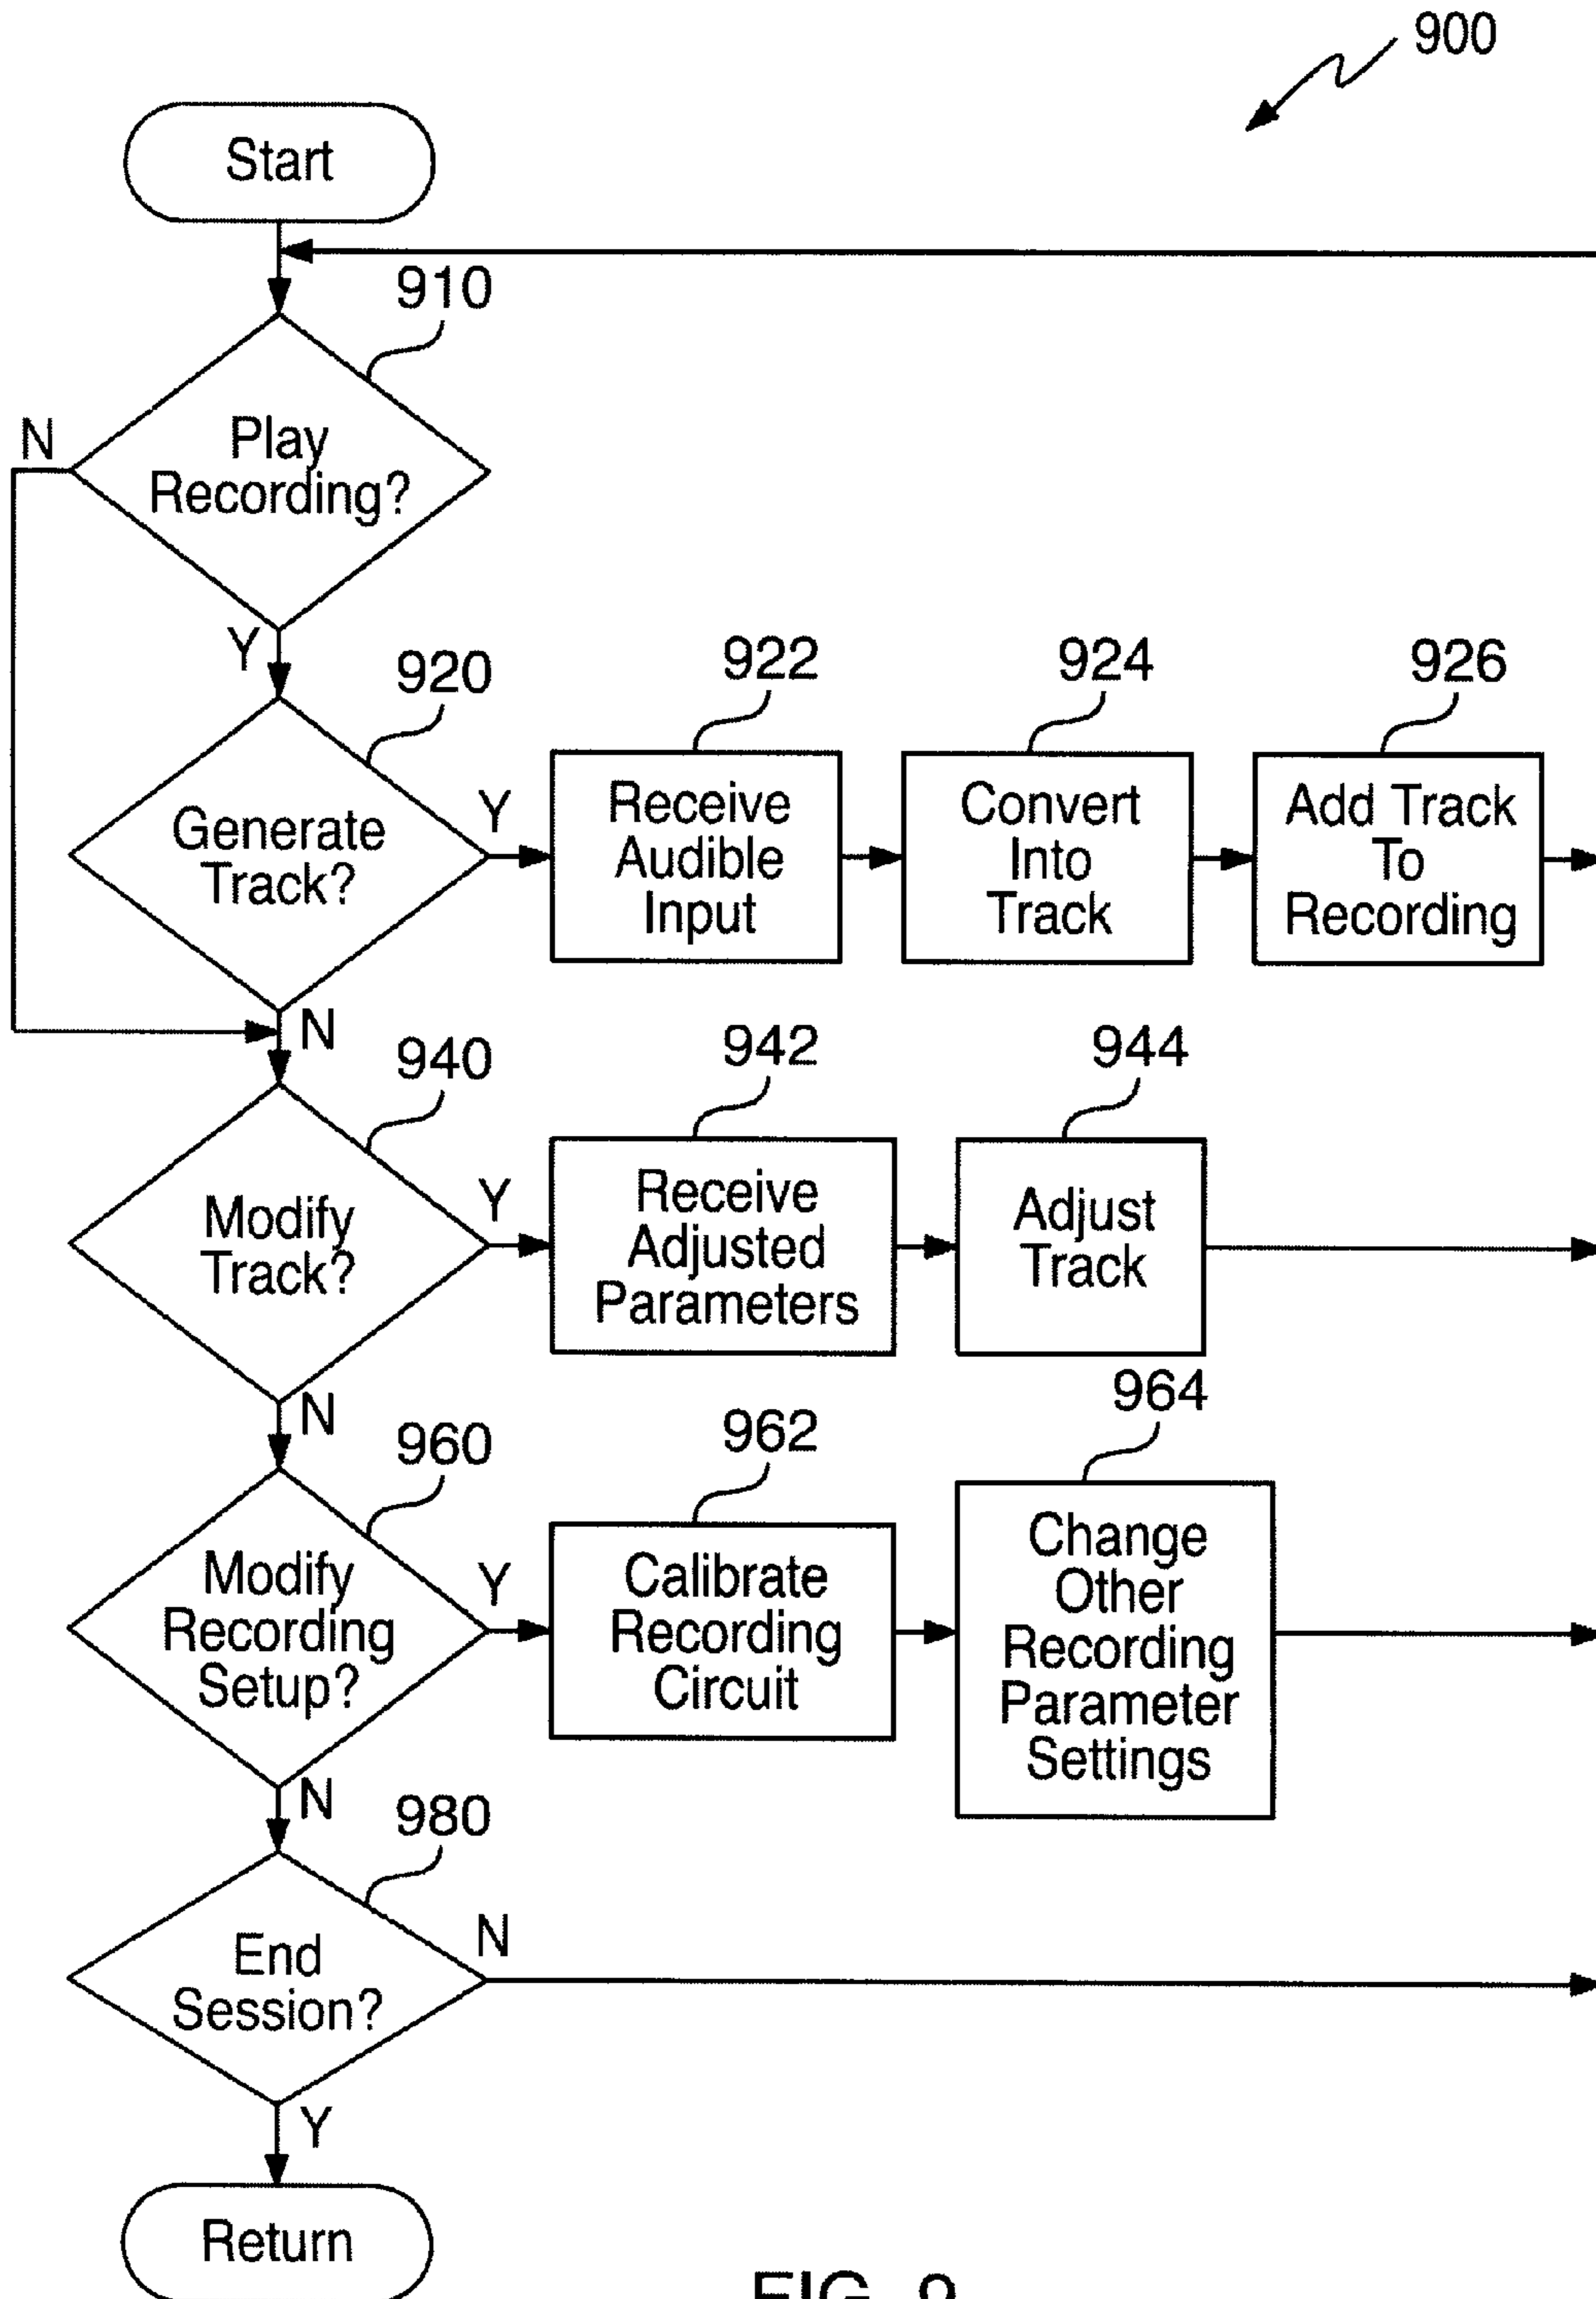 900
Start
910
N
Play
Recording?
Y
920
922
924
926
Generate
Track?
Y
Receive
Audible
Input
Convert
Into
Track
Add Track
To
Recording
N
940
942
944
Modify
Track?
Y
Receive
Adjusted
Parameters
Adjust
Track
N
960
962
964
Modify
Recording
Setup?
Y
Calibrate
Recording
Circuit
Change
Other
Recording
Parameter
Settings
N
980
End
Session?
N
Y
Return
FIG. 9